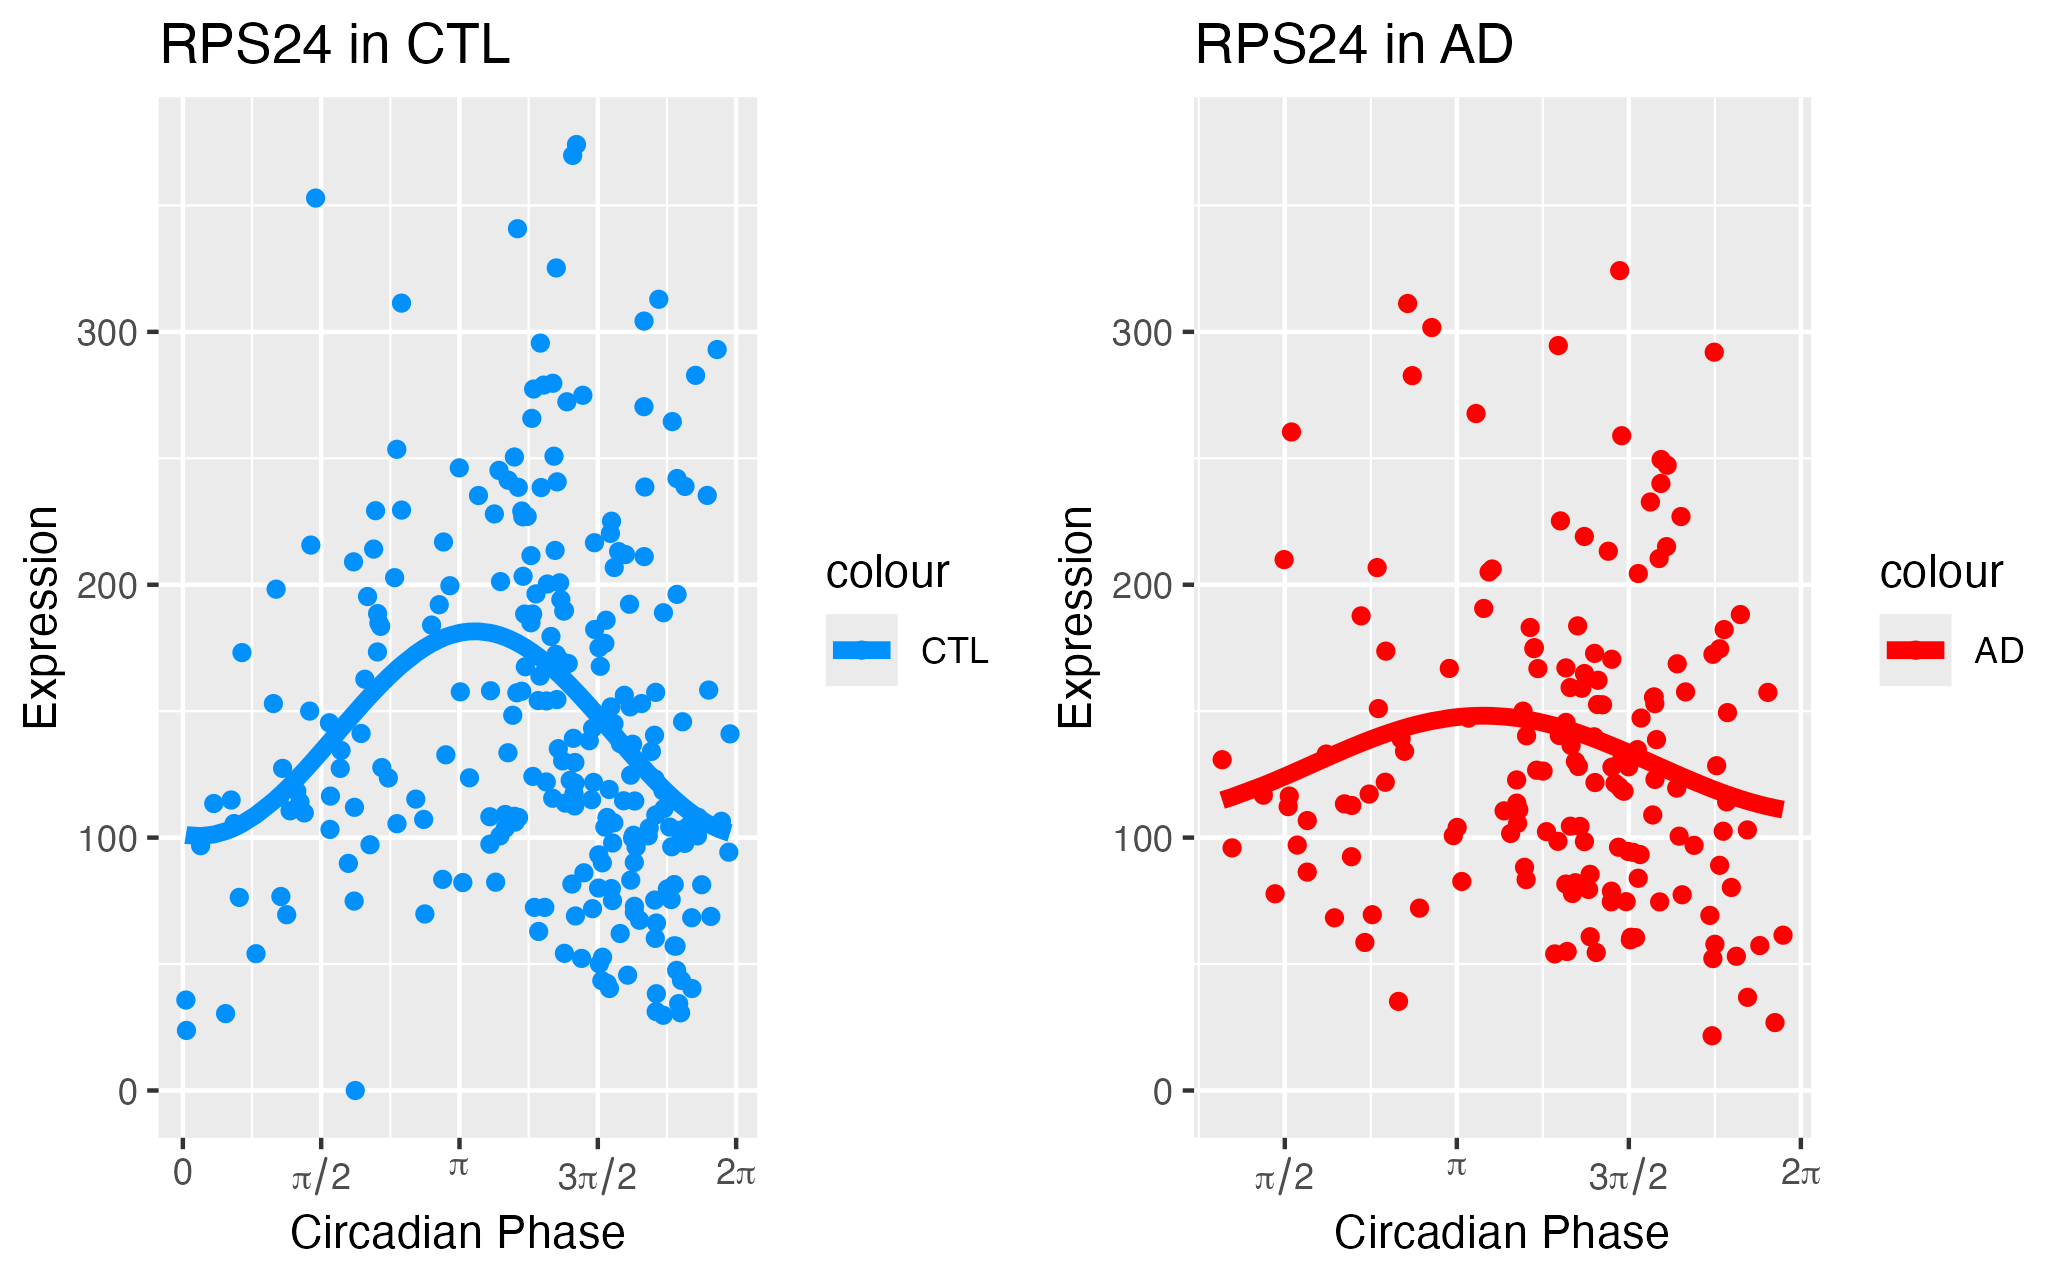 RPS24 in CTL
Expression
300
200
100
0
0 π/2 π 3π/2 2π
Circadian Phase
colour
CTL
RPS24 in AD
Expression
300
200
100
0
π/2 π 3π/2 2π
Circadian Phase
colour
AD